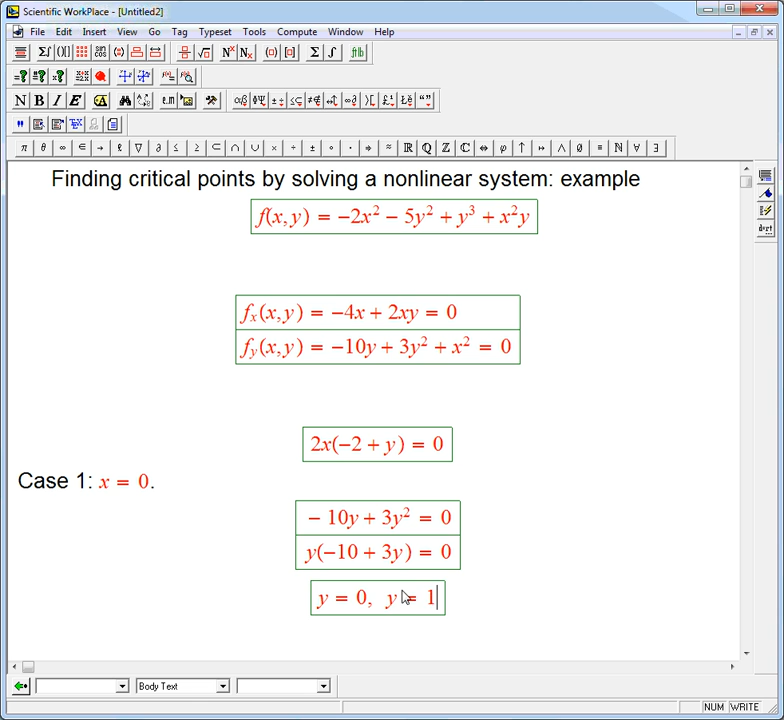 Scientific WorkPlace - [Untitled2]
File Edit Insert View Go Tag Typeset Tools Compute Window Help
Finding critical points by solving a nonlinear system: example
f(x,y) = −2x² − 5y² + y³ + x²y
fₓ(x,y) = −4x + 2xy = 0
f_y(x,y) = −10y + 3y² + x² = 0
2x(−2 + y) = 0
Case 1: x = 0.
− 10y + 3y² = 0
y(−10 + 3y) = 0
y = 0, y = 1
Body Text
NUM WRITE